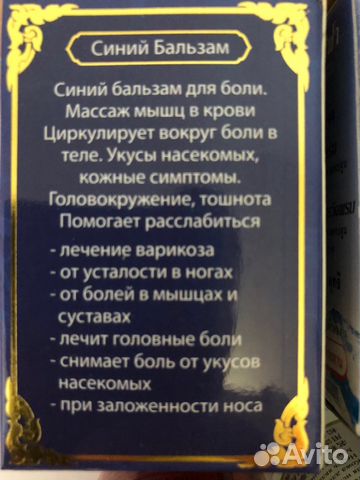 Синий Бальзам
Синий бальзам для боли.
Массаж мышц в крови
Циркулирует вокруг боли в
теле. Укусы насекомых,
кожные симптомы.
Головокружение, тошнота
Помогает расслабиться
- лечение варикоза
- от усталости в ногах
- от болей в мышцах и
суставах
- лечит головные боли
- снимает боль от укусов
насекомых
- при заложенности носа
Avito